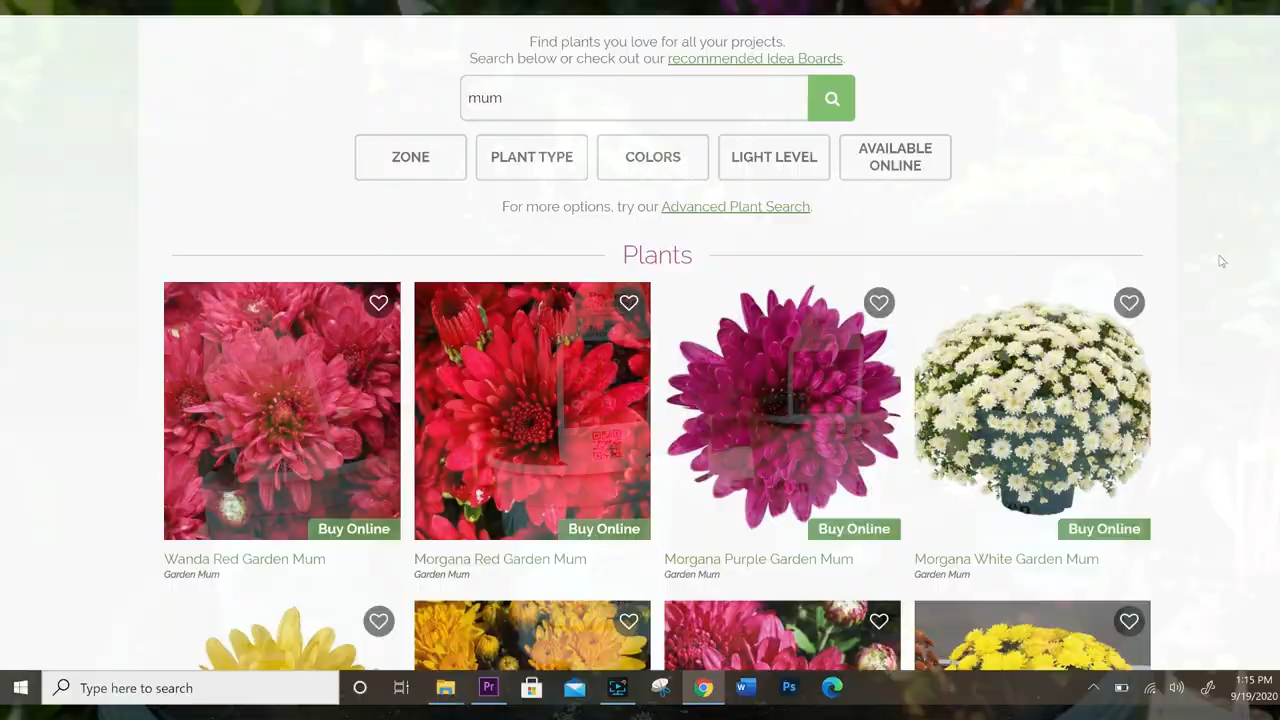 Find plants you love for all your projects.
Search below or check out our recommended Idea Boards.
mum
ZONE
PLANT TYPE
COLORS
LIGHT LEVEL
AVAILABLE
ONLINE
For more options, try our Advanced Plant Search.
Plants
Buy Online
Buy Online
Buy Online
Buy Online
Wanda Red Garden Mum
Garden Mum
Morgana Red Garden Mum
Garden Mum
Morgana Purple Garden Mum
Garden Mum
Morgana White Garden Mum
Garden Mum
Type here to search
Pr
W
Ps
1:15 PM
9/19/2020